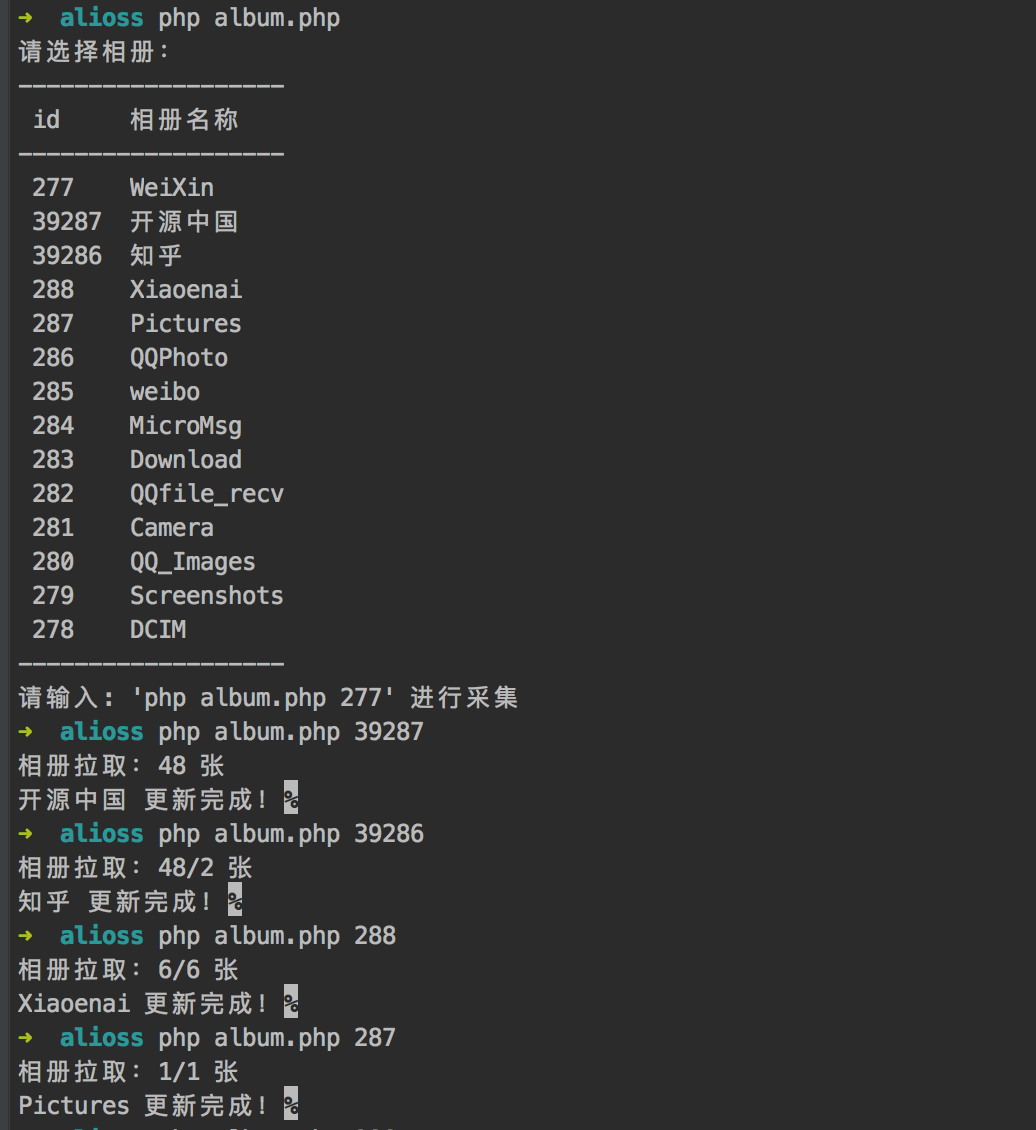 ➜ alioss php album.php
请选择相册:
-------------------
id 相册名称
-------------------
277 WeiXin
39287 开源中国
39286 知乎
288 Xiaoenai
287 Pictures
286 QQPhoto
285 weibo
284 MicroMsg
283 Download
282 QQfile_recv
281 Camera
280 QQ_Images
279 Screenshots
278 DCIM
-------------------
请输入: 'php album.php 277' 进行采集
➜ alioss php album.php 39287
相册拉取: 48 张
开源中国 更新完成! %
➜ alioss php album.php 39286
相册拉取: 48/2 张
知乎 更新完成! %
➜ alioss php album.php 288
相册拉取: 6/6 张
Xiaoenai 更新完成! %
➜ alioss php album.php 287
相册拉取: 1/1 张
Pictures 更新完成! %